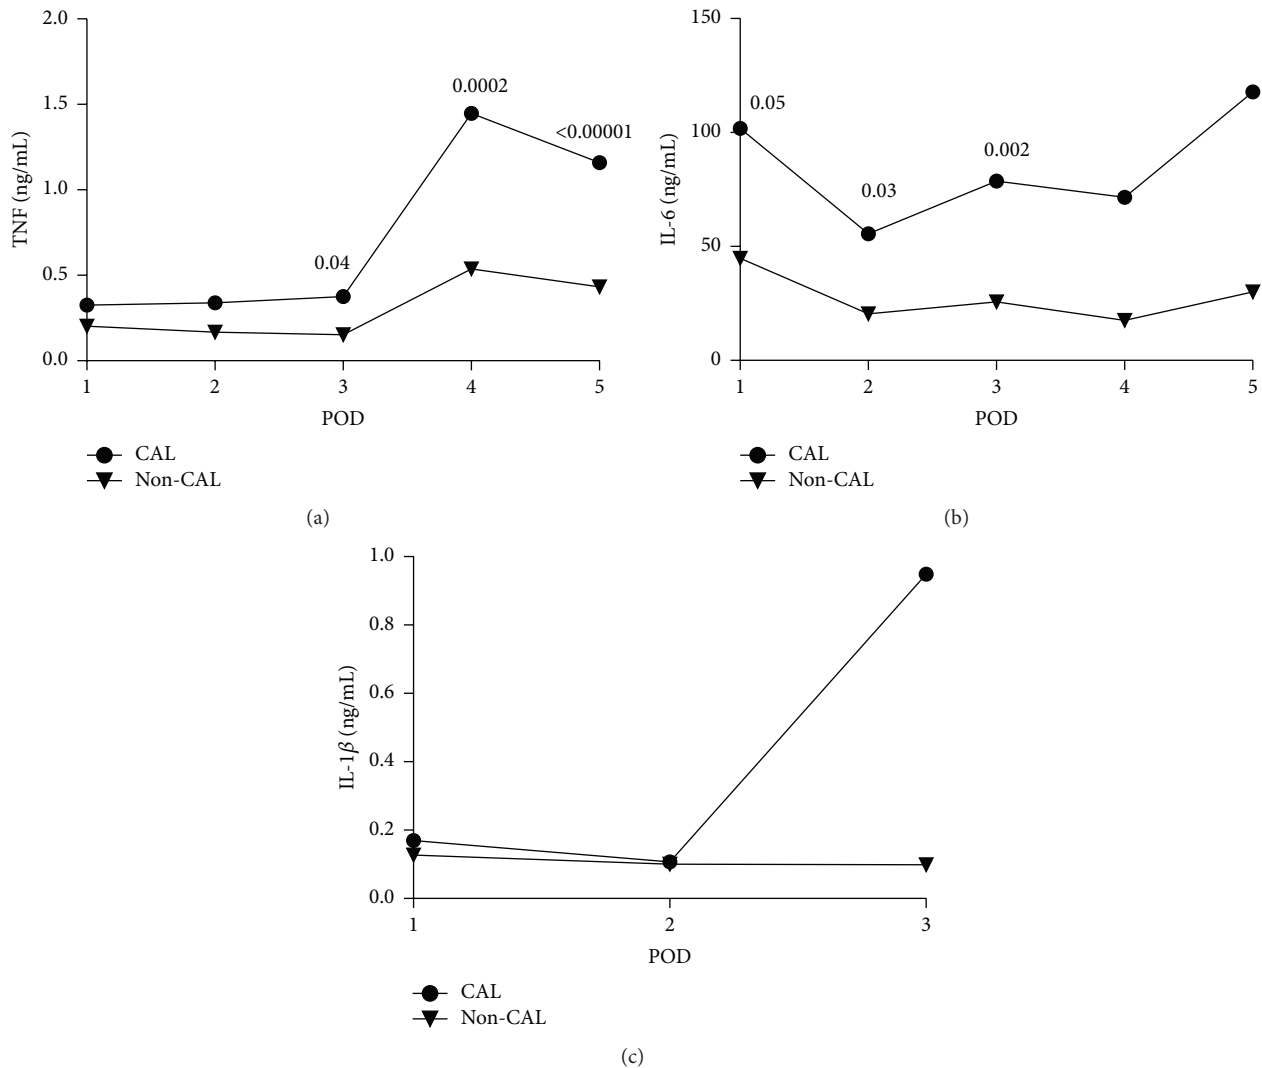 2.0
1.5
1.0
0.5
0.0
TNF (ng/mL)
0.04
0.0002
<0.00001
1 2 3 4 5
POD
CAL
Non-CAL
(a)
150
100
50
0
IL-6 (ng/mL)
0.05
0.03
0.002
1 2 3 4 5
POD
CAL
Non-CAL
(b)
1.0
0.8
0.6
0.4
0.2
0.0
IL-1β (ng/mL)
1 2 3
POD
CAL
Non-CAL
(c)